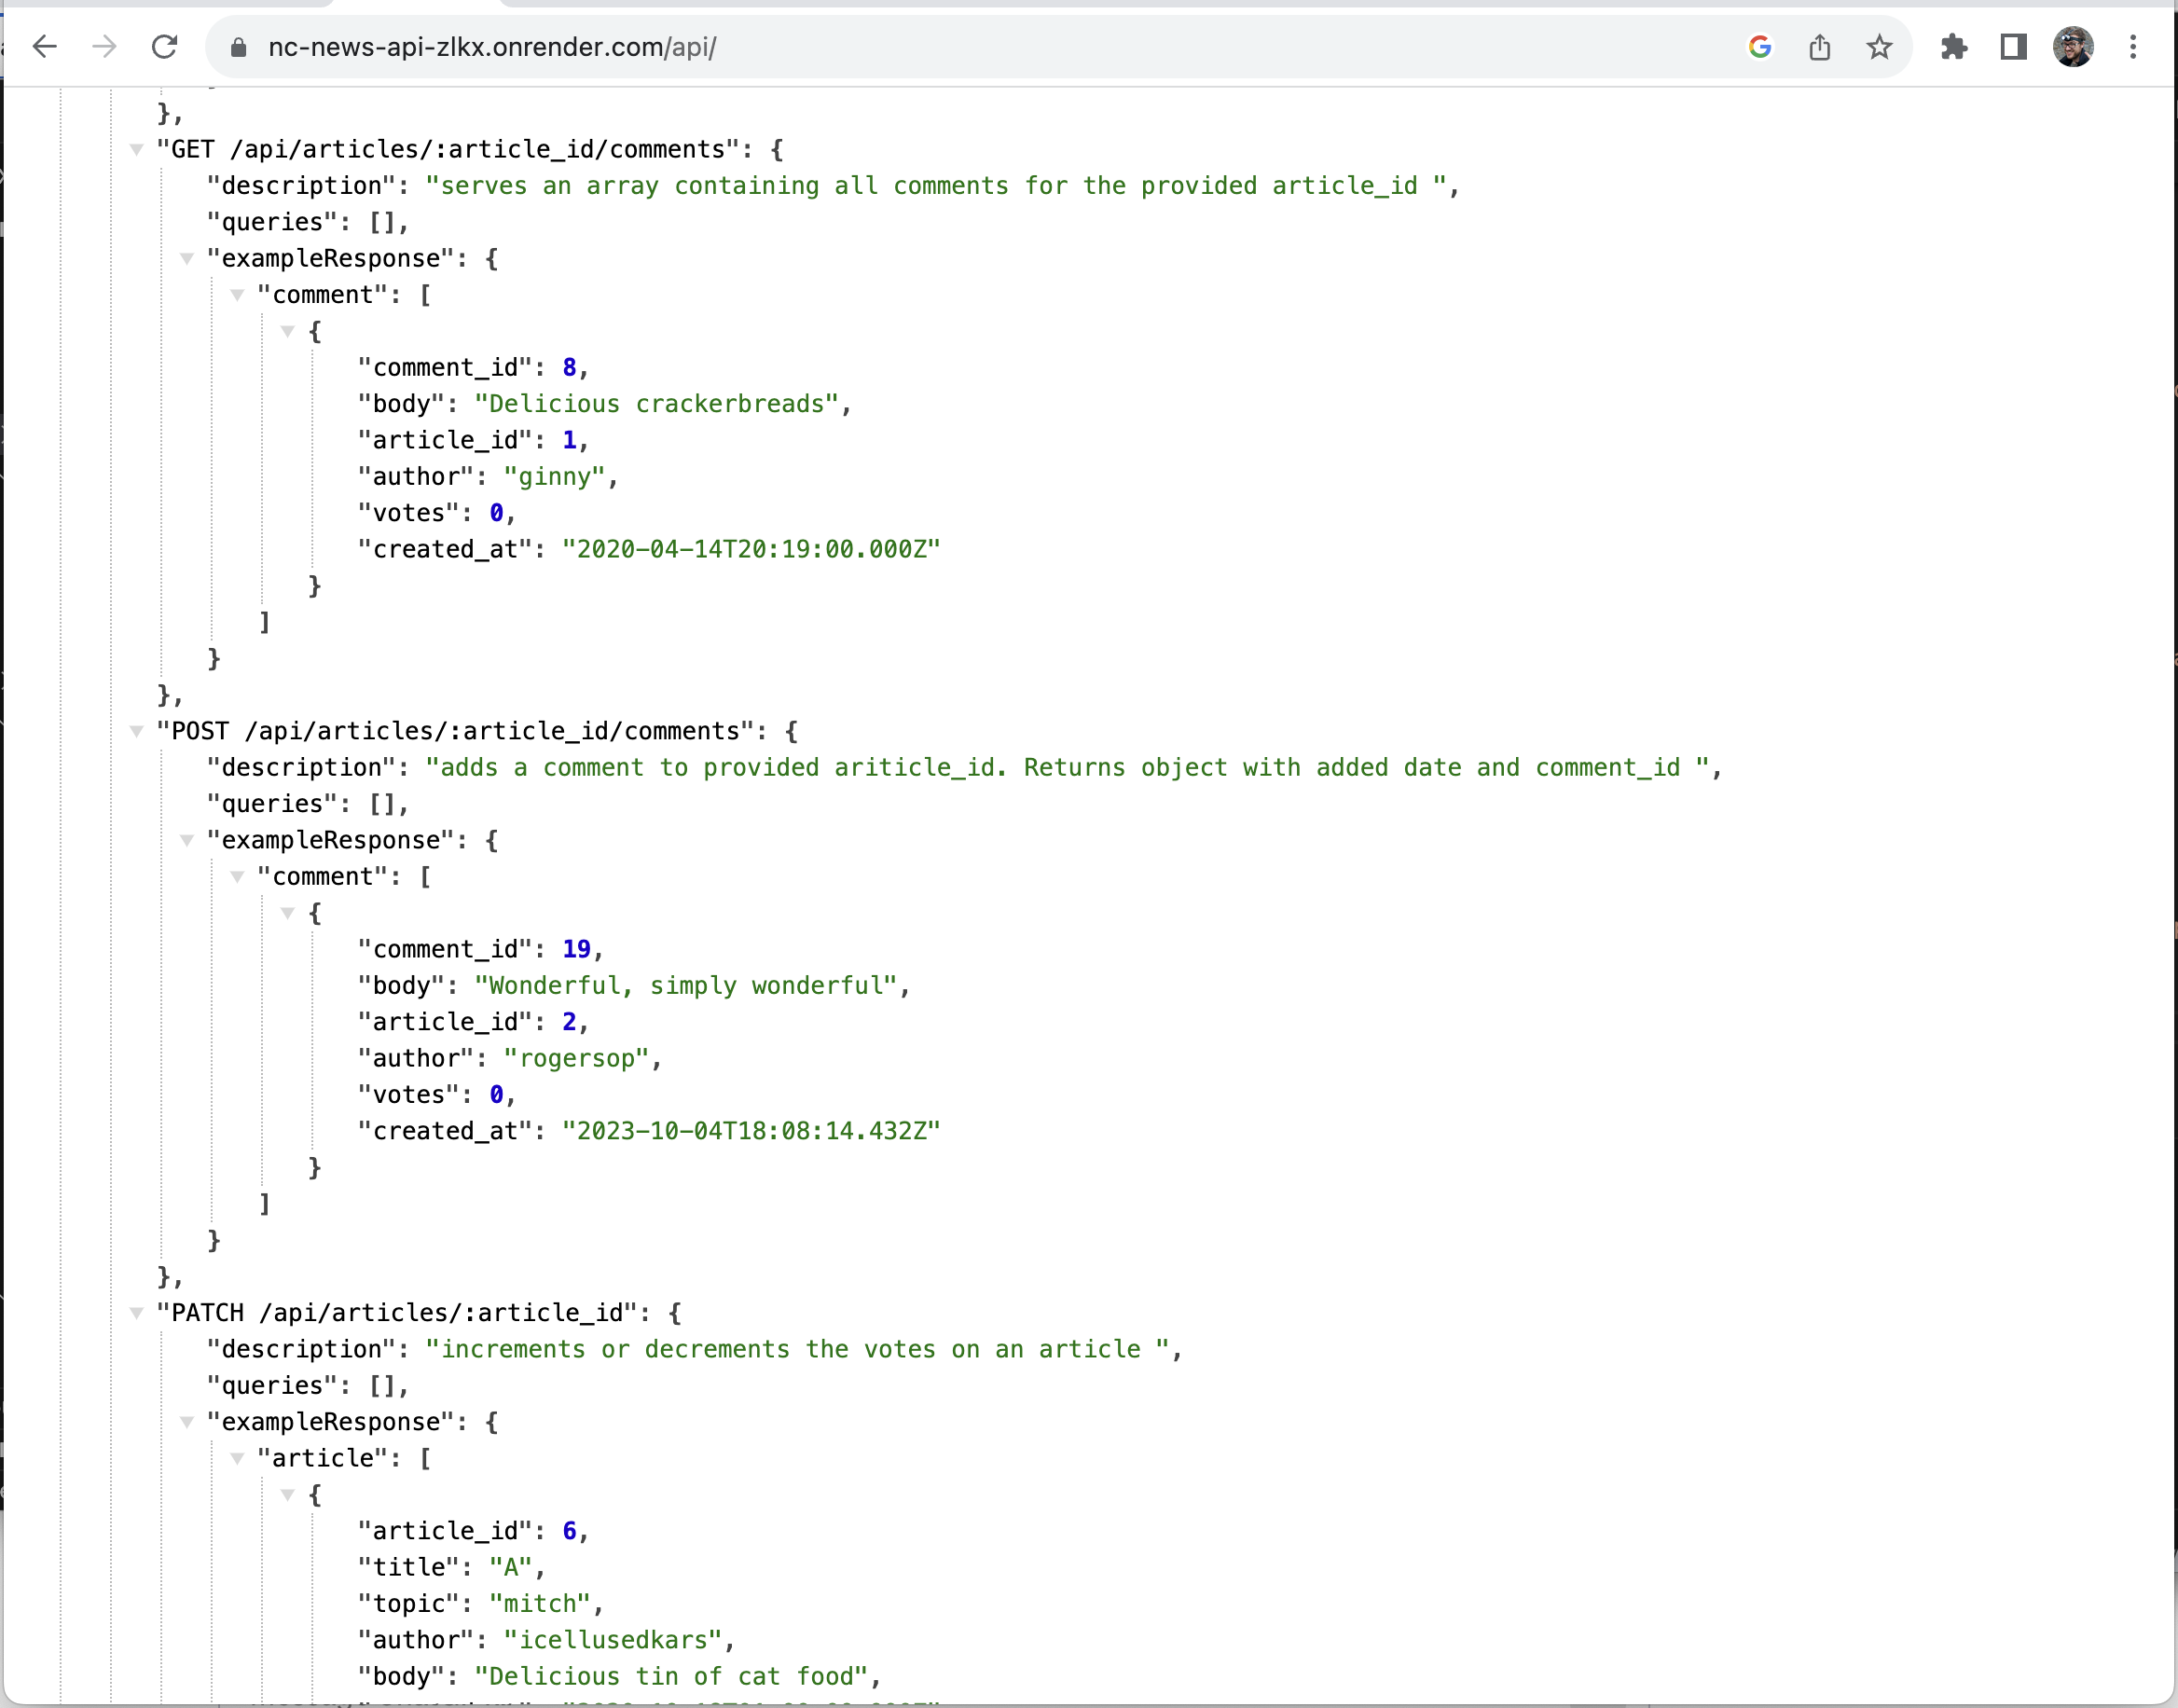 nc-news-api-zlkx.onrender.com/api/
},
"GET /api/articles/:article_id/comments": {
"description": "serves an array containing all comments for the provided article_id ",
"queries": [],
"exampleResponse": {
"comment": [
{
"comment_id": 8,
"body": "Delicious crackerbreads",
"article_id": 1,
"author": "ginny",
"votes": 0,
"created_at": "2020-04-14T20:19:00.000Z"
}
]
}
},
"POST /api/articles/:article_id/comments": {
"description": "adds a comment to provided ariticle_id. Returns object with added date and comment_id ",
"queries": [],
"exampleResponse": {
"comment": [
{
"comment_id": 19,
"body": "Wonderful, simply wonderful",
"article_id": 2,
"author": "rogersop",
"votes": 0,
"created_at": "2023-10-04T18:08:14.432Z"
}
]
}
},
"PATCH /api/articles/:article_id": {
"description": "increments or decrements the votes on an article ",
"queries": [],
"exampleResponse": {
"article": [
{
"article_id": 6,
"title": "A",
"topic": "mitch",
"author": "icellusedkars",
"body": "Delicious tin of cat food",